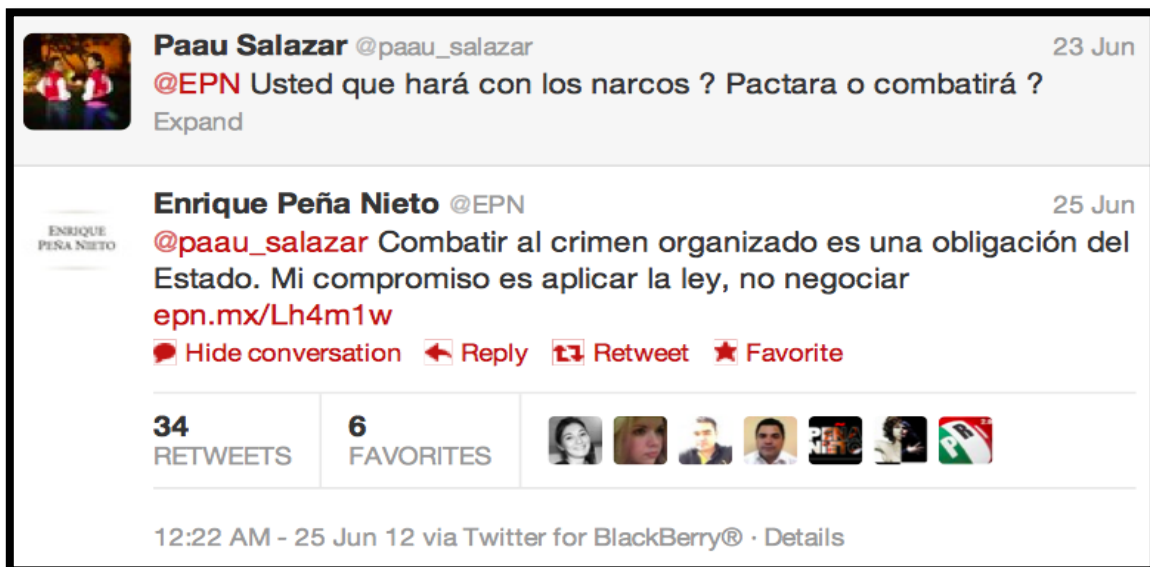 Paau Salazar @paau_salazar 23 Jun
@EPN Usted que hará con los narcos ? Pactara o combatirá ?
Expand
ENRIQUE
PEÑA NIETO
Enrique Peña Nieto @EPN 25 Jun
@paau_salazar Combatir al crimen organizado es una obligación del
Estado. Mi compromiso es aplicar la ley, no negociar
epn.mx/Lh4m1w
Hide conversation Reply Retweet Favorite
34 6
RETWEETS FAVORITES
PR
12:22 AM - 25 Jun 12 via Twitter for BlackBerry® · Details